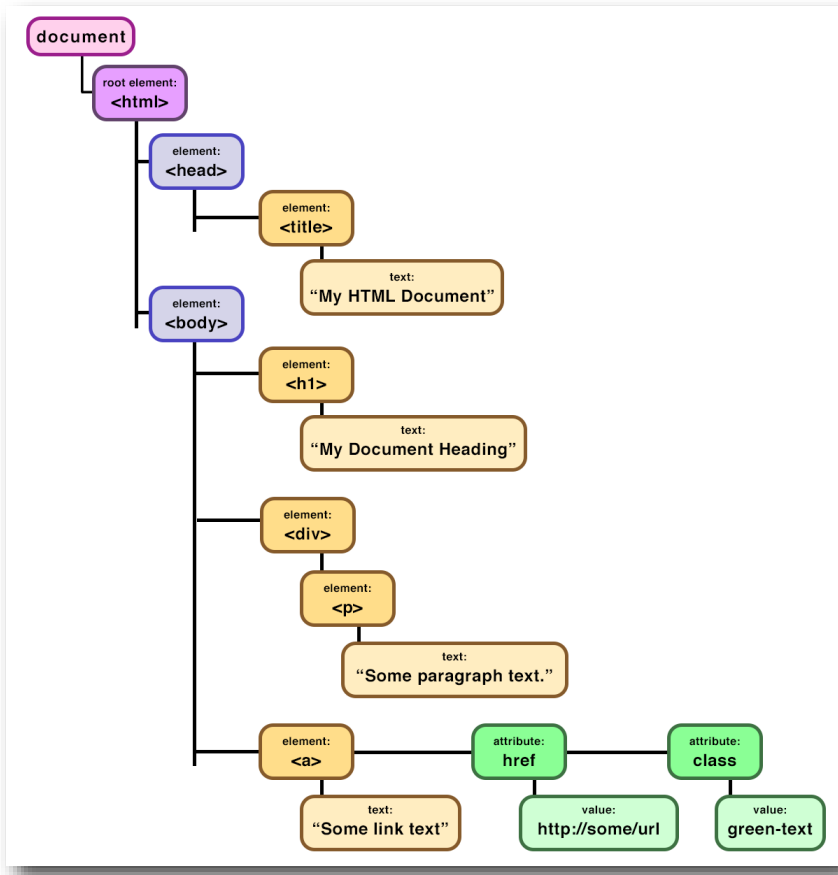 document
root element:
<html>
element:
<head>
element:
<title>
text:
“My HTML Document”
element:
<body>
element:
<h1>
text:
“My Document Heading”
element:
<div>
element:
<p>
text:
“Some paragraph text.”
element:
<a>
attribute:
href
attribute:
class
text:
“Some link text”
value:
http://some/url
value:
green-text